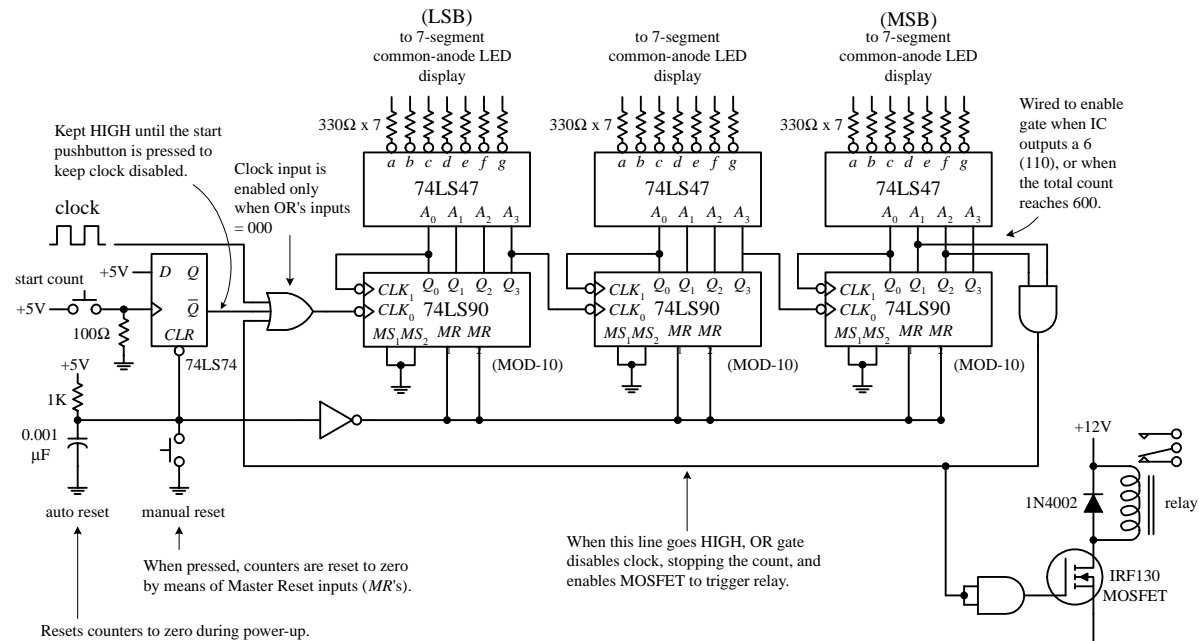 (LSB)
to 7-segment
common-anode LED
display
to 7-segment
common-anode LED
display
(MSB)
to 7-segment
common-anode LED
display
Kept HIGH until the start
pushbutton is pressed to
keep clock disabled.
Clock input is
enabled only
when OR's inputs
= 000
Wired to enable
gate when IC
outputs a 6
(110), or when
the total count
reaches 600.
330Ω x 7
330Ω x 7
330Ω x 7
a b c d e f g
a b c d e f g
a b c d e f g
74LS47
74LS47
74LS47
A0 A1 A2 A3
A0 A1 A2 A3
A0 A1 A2 A3
clock
+5V
D Q
Q̅
CLR
74LS74
start count
+5V
100Ω
CLK1 Q0 Q1 Q2 Q3
CLK0 74LS90
MS1 MS2 MR1 MR2
(MOD-10)
CLK1 Q0 Q1 Q2 Q3
CLK0 74LS90
MS1 MS2 MR1 MR2
(MOD-10)
CLK1 Q0 Q1 Q2 Q3
CLK0 74LS90
MS1 MS2 MR1 MR2
(MOD-10)
+5V
1K
0.001
μF
auto reset
manual reset
When pressed, counters are reset to zero
by means of Master Reset inputs (MR's).
Resets counters to zero during power-up.
When this line goes HIGH, OR gate
disables clock, stopping the count, and
enables MOSFET to trigger relay.
+12V
1N4002
relay
IRF130
MOSFET